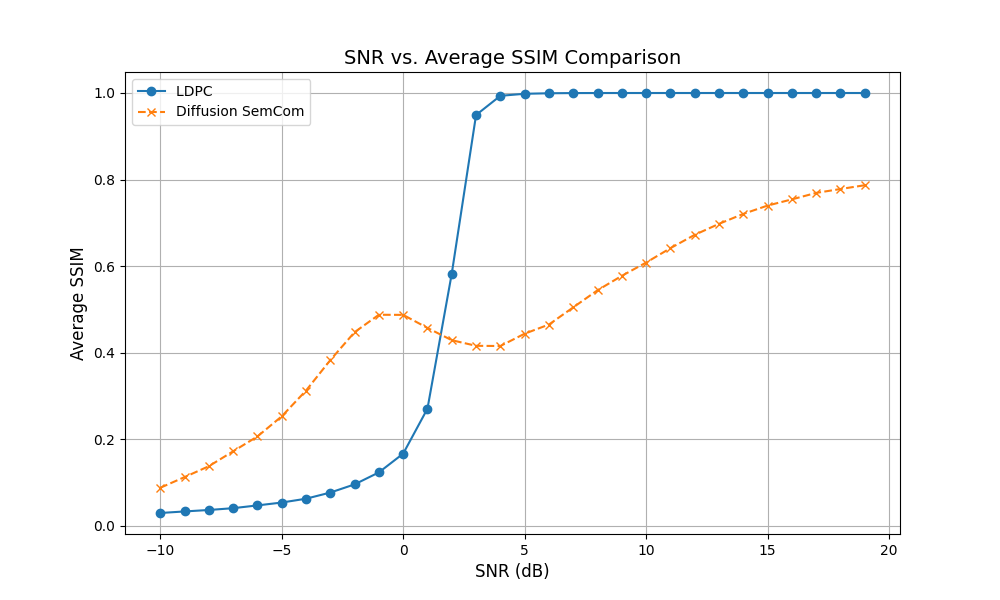 SNR vs. Average SSIM Comparison
LDPC
Diffusion SemCom
Average SSIM
1.0
0.8
0.6
0.4
0.2
0.0
−10
−5
0
5
10
15
20
SNR (dB)